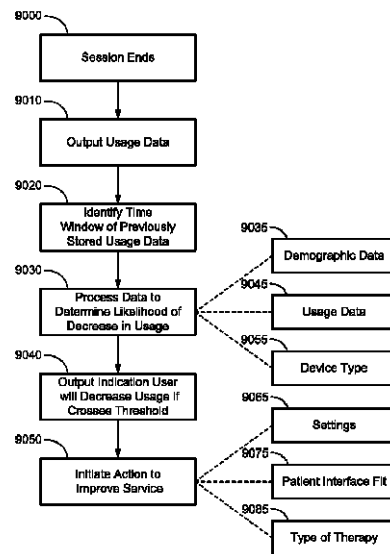 9000
Session Ends
9010
Output Usage Data
9020
Identify Time
Window of Previously
Stored Usage Data
9030
Process Data to
Determine Likelihood of
Decrease in Usage
9035
Demographic Data
9045
Usage Data
9055
Device Type
9040
Output Indication User
will Decrease Usage if
Crosses Threshold
9050
Initiate Action to
Improve Service
9065
Settings
9075
Patient Interface Fit
9085
Type of Therapy